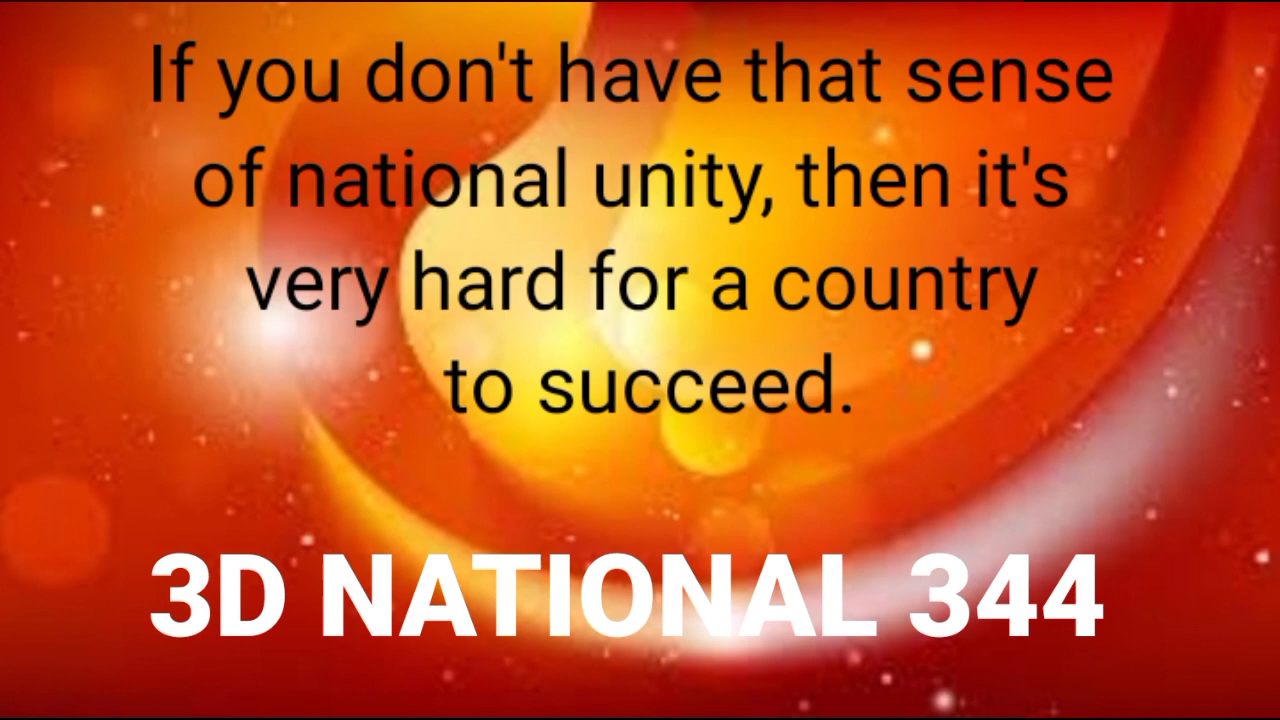 If you don't have that sense
of national unity, then it's
very hard for a country
to succeed.
3D NATIONAL 344